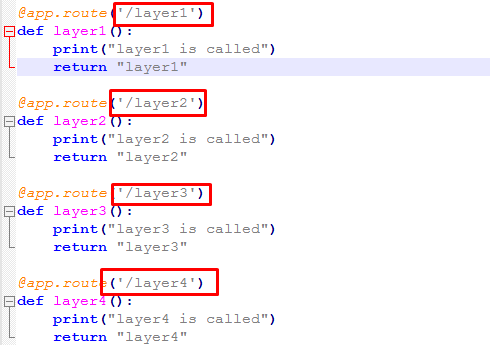 @app.route('/layer1')
def layer1():
    print("layer1 is called")
    return "layer1"
@app.route('/layer2')
def layer2():
    print("layer2 is called")
    return "layer2"
@app.route('/layer3')
def layer3():
    print("layer3 is called")
    return "layer3"
@app.route('/layer4')
def layer4():
    print("layer4 is called")
    return "layer4"